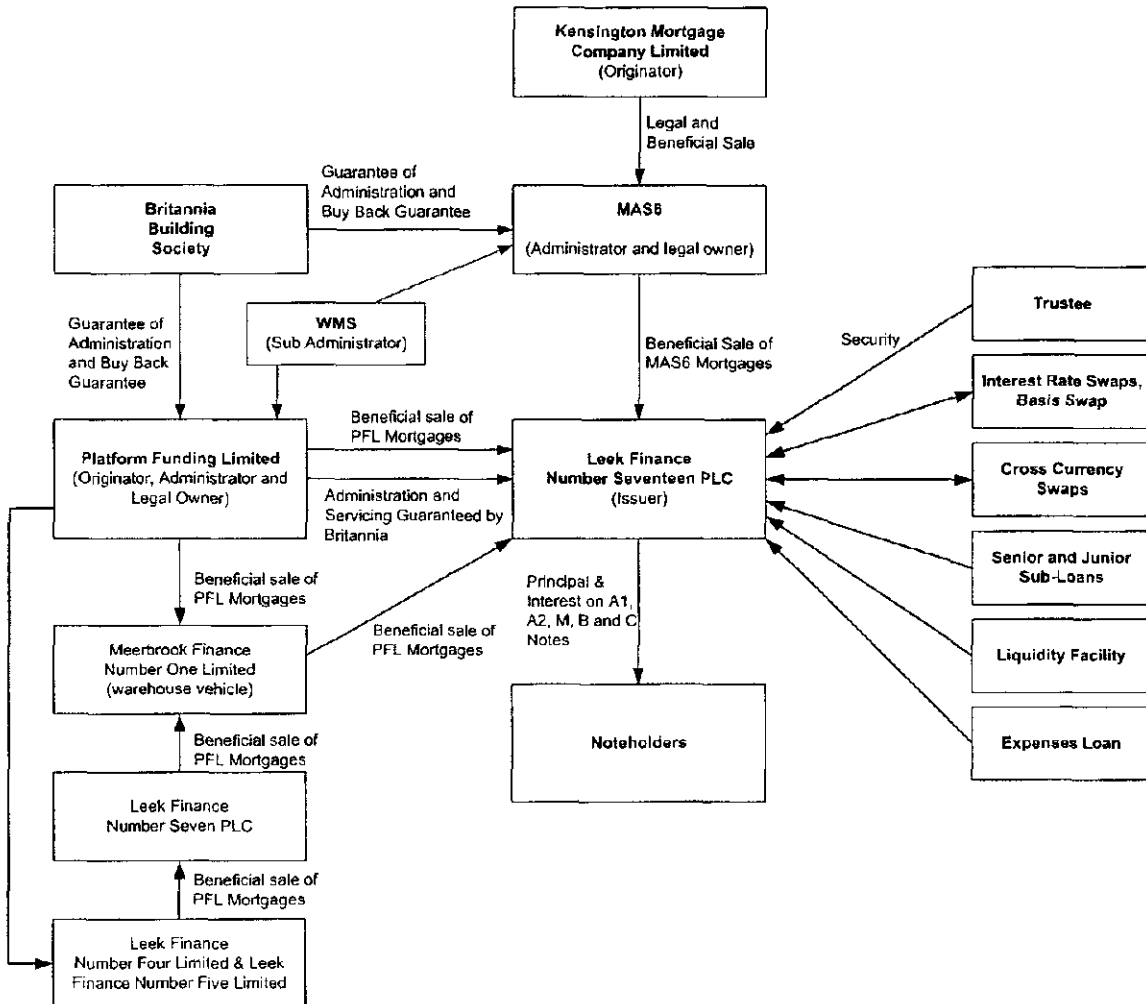 Kensington Mortgage
Company Limited
(Originator)
Legal and
Beneficial Sale
Guarantee of
Administration and
Buy Back Guarantee
Britannia
Building
Society
MAS6
(Administrator and legal owner)
WMS
(Sub Administrator)
Guarantee of
Administration
and Buy Back
Guarantee
Beneficial Sale of
MAS6 Mortgages
Security
Trustee
Interest Rate Swaps,
Basis Swap
Beneficial sale of
PFL Mortgages
Platform Funding Limited
(Originator, Administrator and
Legal Owner)
Leek Finance
Number Seventeen PLC
(Issuer)
Cross Currency
Swaps
Administration and
Servicing Guaranteed by
Britannia
Senior and Junior
Sub-Loans
Beneficial sale of
PFL Mortgages
Principal &
Interest on A1,
A2, M, B and C
Notes
Beneficial sale of
PFL Mortgages
Meerbrook Finance
Number One Limited
(warehouse vehicle)
Liquidity Facility
Noteholders
Expenses Loan
Beneficial sale of
PFL Mortgages
Leek Finance
Number Seven PLC
Beneficial sale of
PFL Mortgages
Leek Finance
Number Four Limited & Leek
Finance Number Five Limited